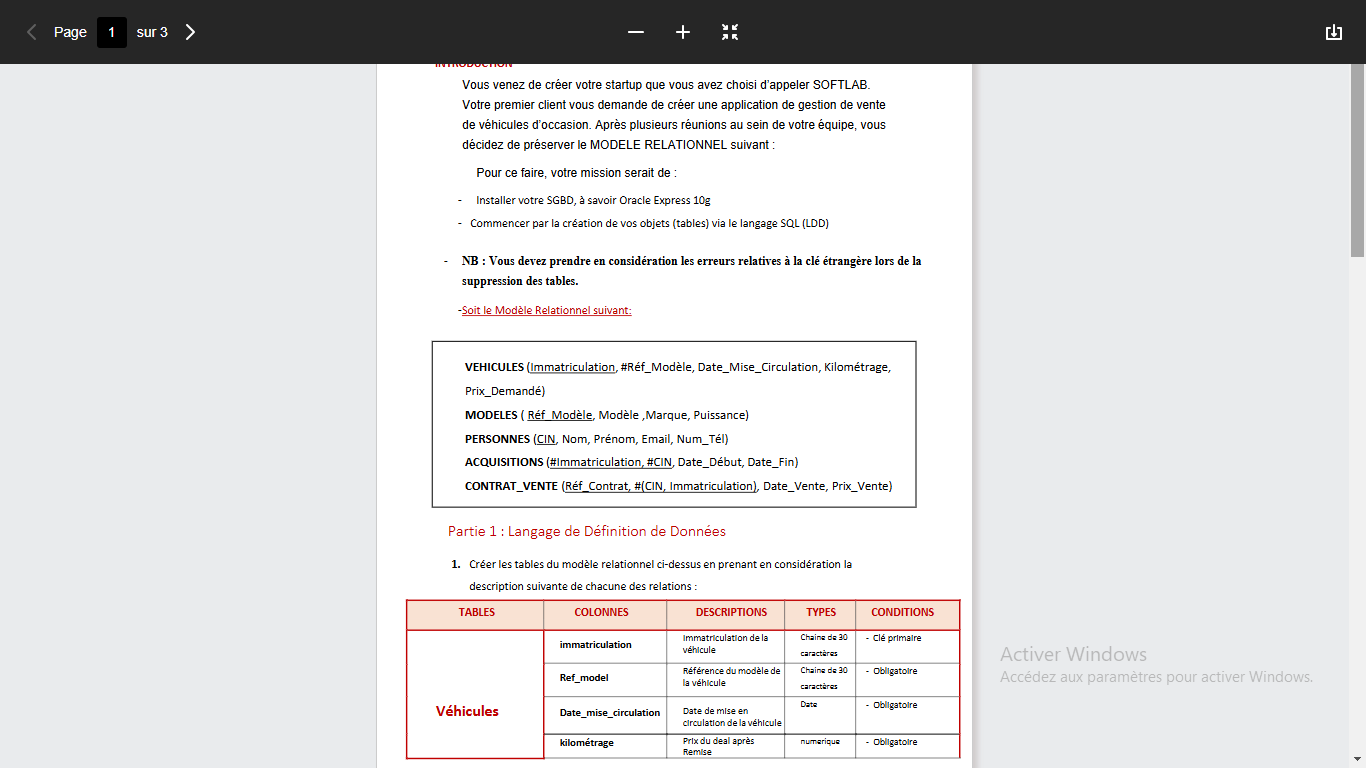 Page 1 sur 3
INTRODUCTION
Vous venez de créer votre startup que vous avez choisi d'appeler SOFTLAB.
Votre premier client vous demande de créer une application de gestion de vente
de véhicules d'occasion. Après plusieurs réunions au sein de votre équipe, vous
décidez de préserver le MODELE RELATIONNEL suivant :
Pour ce faire, votre mission serait de :
- Installer votre SGBD, à savoir Oracle Express 10g
- Commencer par la création de vos objets (tables) via le langage SQL (LDD)
- NB : Vous devez prendre en considération les erreurs relatives à la clé étrangère lors de la
suppression des tables.
-Soit le Modèle Relationnel suivant:
VEHICULES (Immatriculation, #Réf_Modèle, Date_Mise_Circulation, Kilométrage,
Prix_Demandé)
MODELES ( Réf_Modèle, Modèle ,Marque, Puissance)
PERSONNES (CIN, Nom, Prénom, Email, Num_Tél)
ACQUISITIONS (#Immatriculation, #CIN, Date_Début, Date_Fin)
CONTRAT_VENTE (Réf_Contrat, #(CIN, Immatriculation), Date_Vente, Prix_Vente)
Partie 1 : Langage de Définition de Données
1. Créer les tables du modèle relationnel ci-dessus en prenant en considération la
description suivante de chacune des relations :
TABLES COLONNES DESCRIPTIONS TYPES CONDITIONS
Véhicules
immatriculation
Immatriculation de la
véhicule
Chaine de 30
caractères
- Clé primaire
Ref_model
Référence du modèle de
la véhicule
Chaine de 30
caractères
- Obligatoire
Date_mise_circulation
Date de mise en
circulation de la véhicule
Date
- Obligatoire
kilométrage
Prix du deal après
Remise
numerique
- Obligatoire
Activer Windows
Accédez aux paramètres pour activer Windows.